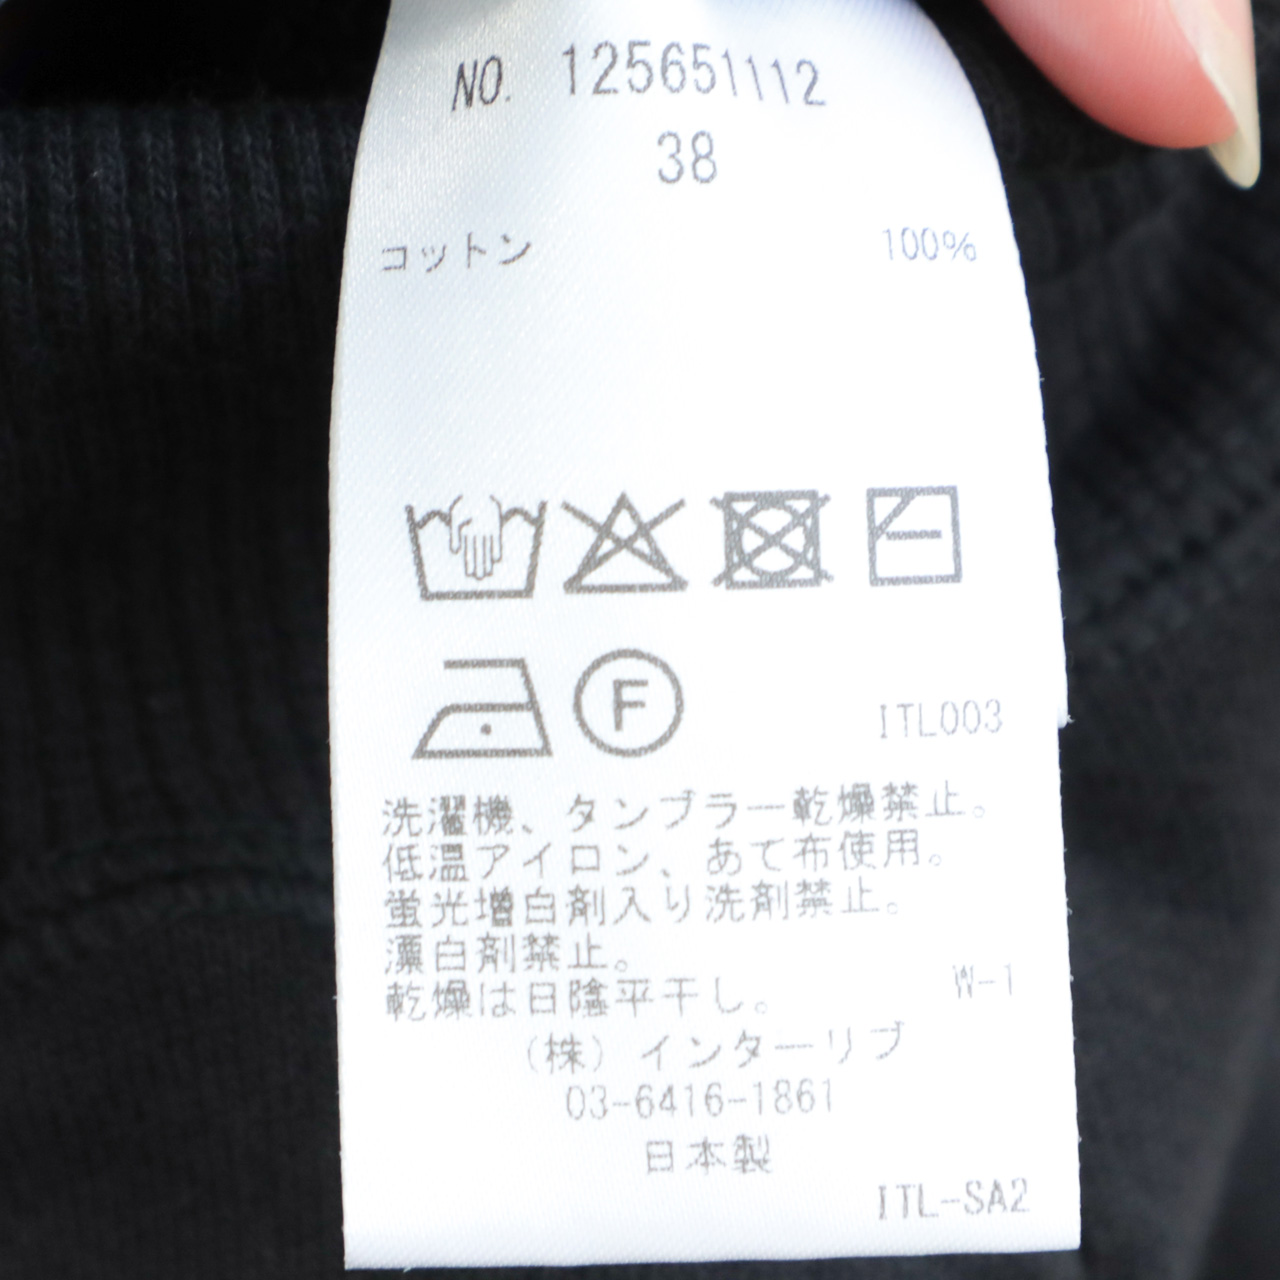 NO. 125651112
38
コットン 100%
F
ITL003
洗濯機、タンブラー乾燥禁止。
低温アイロン、あて布使用。
蛍光増白剤入り洗剤禁止。
漂白剤禁止。
乾燥は日陰平干し。
W-1
(株)インターリブ
03-6416-1861
日本製
ITL-SA2